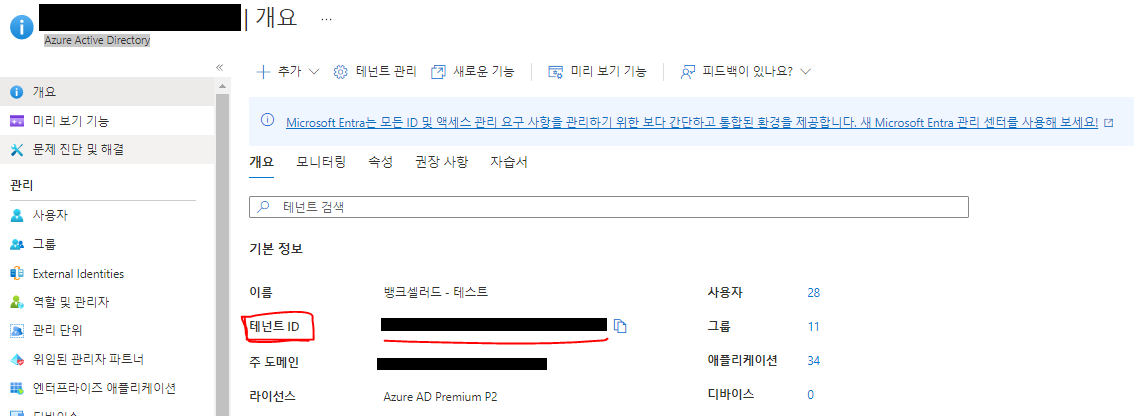 | 개요 ...
Azure Active Directory
«
추가
테넌트 관리
새로운 기능
미리 보기 기능
피드백이 있나요?
개요
미리 보기 기능
문제 진단 및 해결
관리
사용자
그룹
External Identities
역할 및 관리자
관리 단위
위임된 관리자 파트너
엔터프라이즈 애플리케이션
디바이스
Microsoft Entra는 모든 ID 및 액세스 관리 요구 사항을 관리하기 위한 보다 간단하고 통합된 환경을 제공합니다. 새 Microsoft Entra 관리 센터를 사용해 보세요!
개요 모니터링 속성 권장 사항 자습서
테넌트 검색
기본 정보
이름 뱅크셀러드 - 테스트 사용자 28
테넌트 ID 그룹 11
주 도메인 애플리케이션 34
라이선스 Azure AD Premium P2 디바이스 0